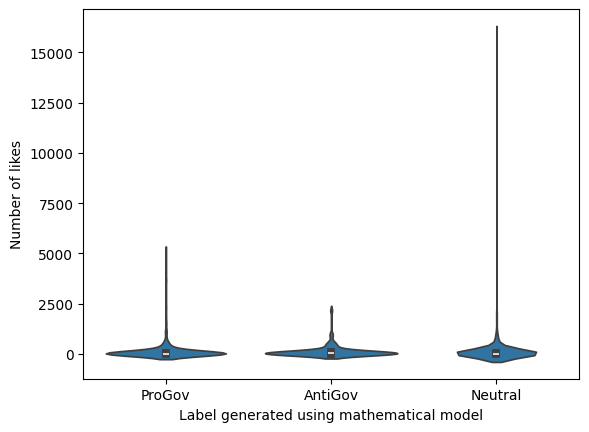 15000
12500
10000
7500
5000
2500
0
Number of likes
ProGov AntiGov Neutral
Label generated using mathematical model